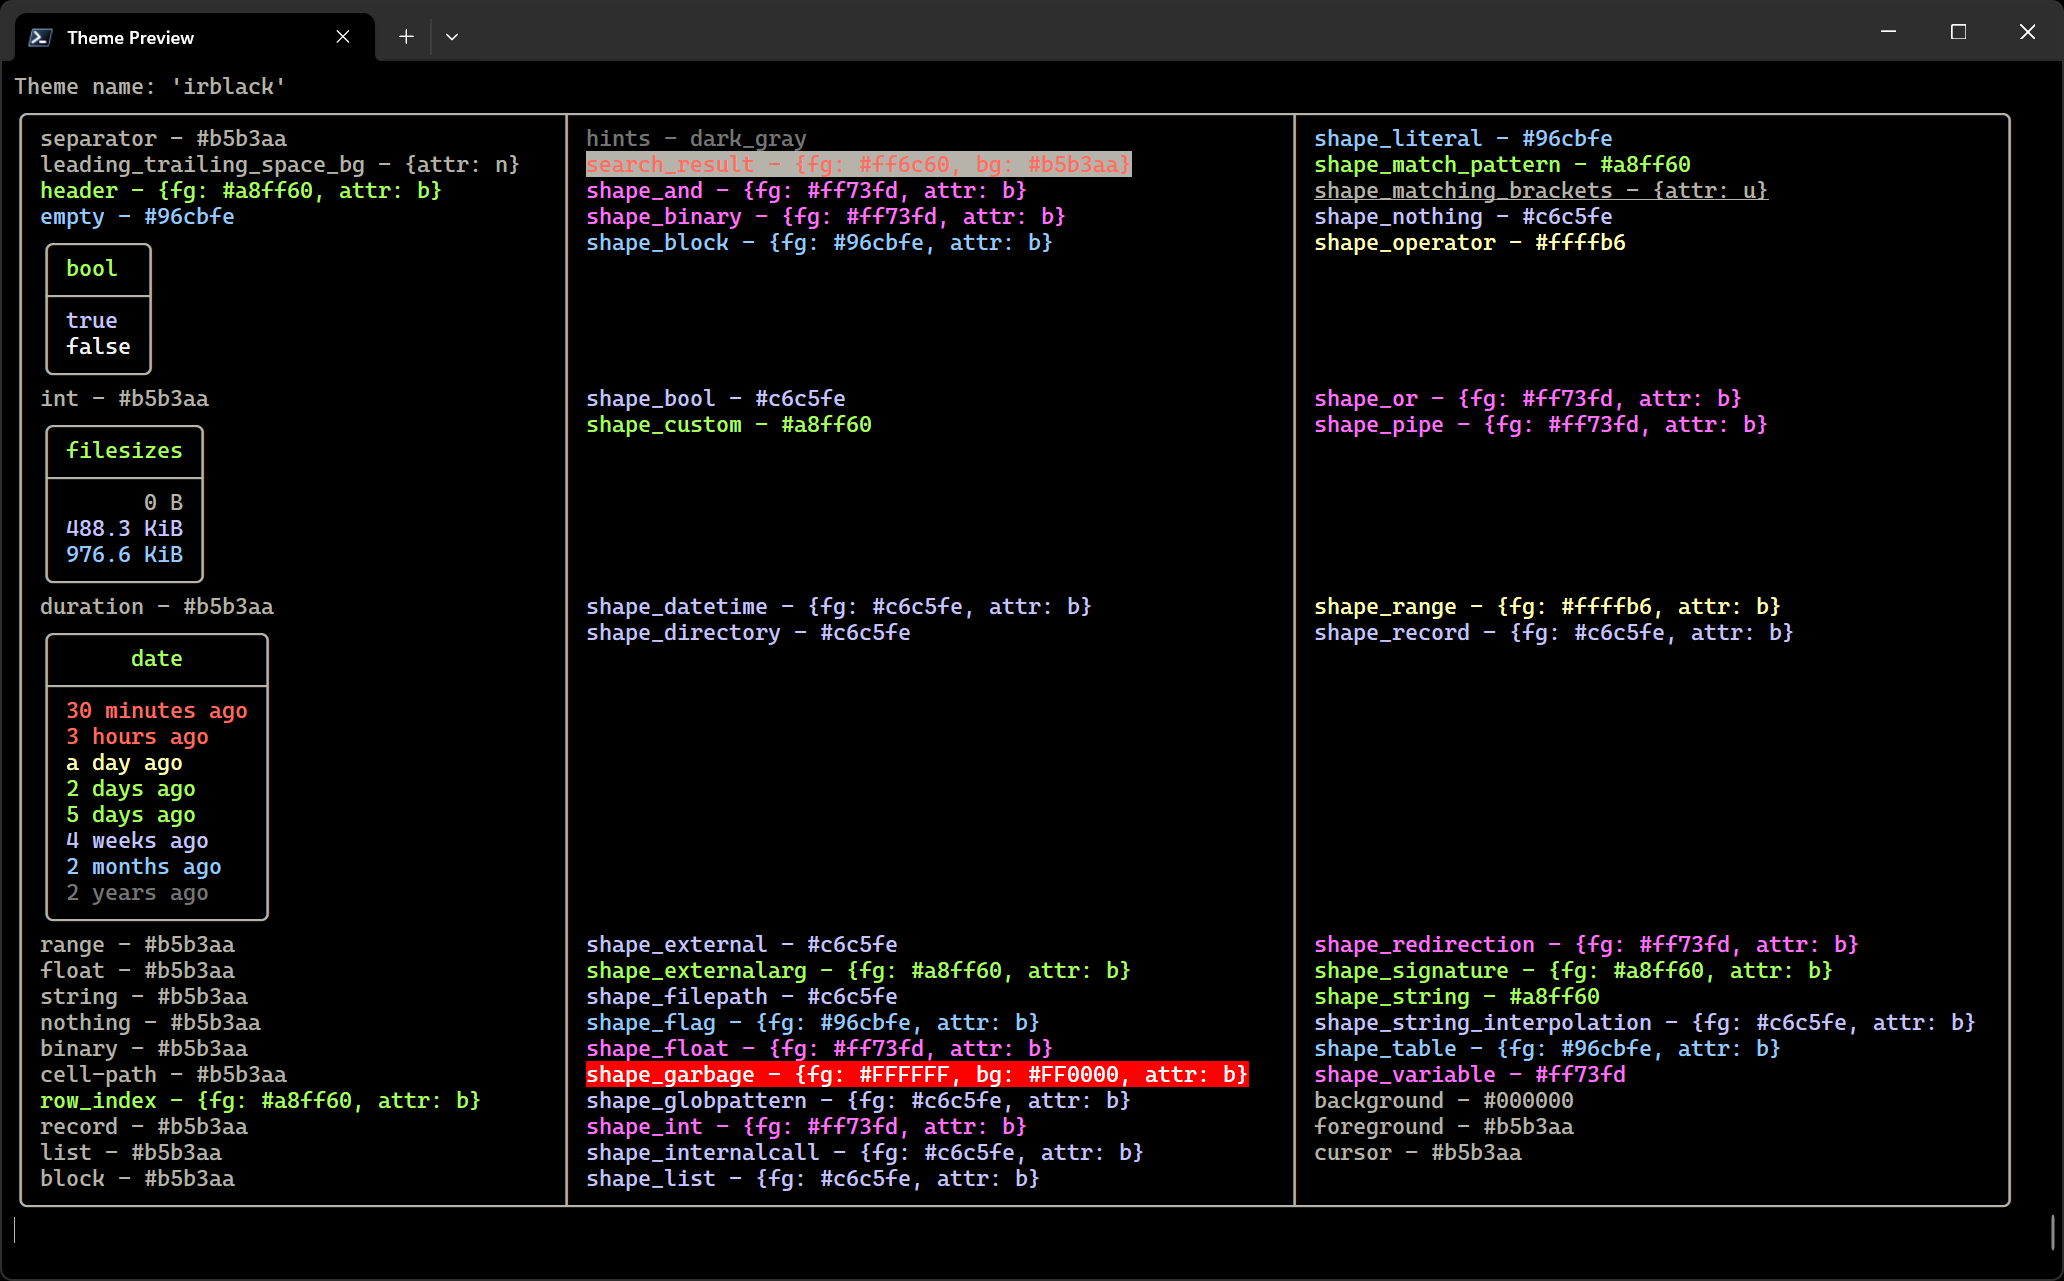 Theme Preview
Theme name: 'irblack'
separator - #b5b3aa
leading_trailing_space_bg - {attr: n}
header - {fg: #a8ff60, attr: b}
empty - #96cbfe
bool
true
false
int - #b5b3aa
filesizes
0 B
488.3 KiB
976.6 KiB
duration - #b5b3aa
date
30 minutes ago
3 hours ago
a day ago
2 days ago
5 days ago
4 weeks ago
2 months ago
2 years ago
range - #b5b3aa
float - #b5b3aa
string - #b5b3aa
nothing - #b5b3aa
binary - #b5b3aa
cell-path - #b5b3aa
row_index - {fg: #a8ff60, attr: b}
record - #b5b3aa
list - #b5b3aa
block - #b5b3aa
hints - dark_gray
search_result - {fg: #ff6c60, bg: #b5b3aa}
shape_and - {fg: #ff73fd, attr: b}
shape_binary - {fg: #ff73fd, attr: b}
shape_block - {fg: #96cbfe, attr: b}
shape_bool - #c6c5fe
shape_custom - #a8ff60
shape_datetime - {fg: #c6c5fe, attr: b}
shape_directory - #c6c5fe
shape_external - #c6c5fe
shape_externalarg - {fg: #a8ff60, attr: b}
shape_filepath - #c6c5fe
shape_flag - {fg: #96cbfe, attr: b}
shape_float - {fg: #ff73fd, attr: b}
shape_garbage - {fg: #FFFFFF, bg: #FF0000, attr: b}
shape_globpattern - {fg: #c6c5fe, attr: b}
shape_int - {fg: #ff73fd, attr: b}
shape_internalcall - {fg: #c6c5fe, attr: b}
shape_list - {fg: #c6c5fe, attr: b}
shape_literal - #96cbfe
shape_match_pattern - #a8ff60
shape_matching_brackets - {attr: u}
shape_nothing - #c6c5fe
shape_operator - #ffffb6
shape_or - {fg: #ff73fd, attr: b}
shape_pipe - {fg: #ff73fd, attr: b}
shape_range - {fg: #ffffb6, attr: b}
shape_record - {fg: #c6c5fe, attr: b}
shape_redirection - {fg: #ff73fd, attr: b}
shape_signature - {fg: #a8ff60, attr: b}
shape_string - #a8ff60
shape_string_interpolation - {fg: #c6c5fe, attr: b}
shape_table - {fg: #96cbfe, attr: b}
shape_variable - #ff73fd
background - #000000
foreground - #b5b3aa
cursor - #b5b3aa